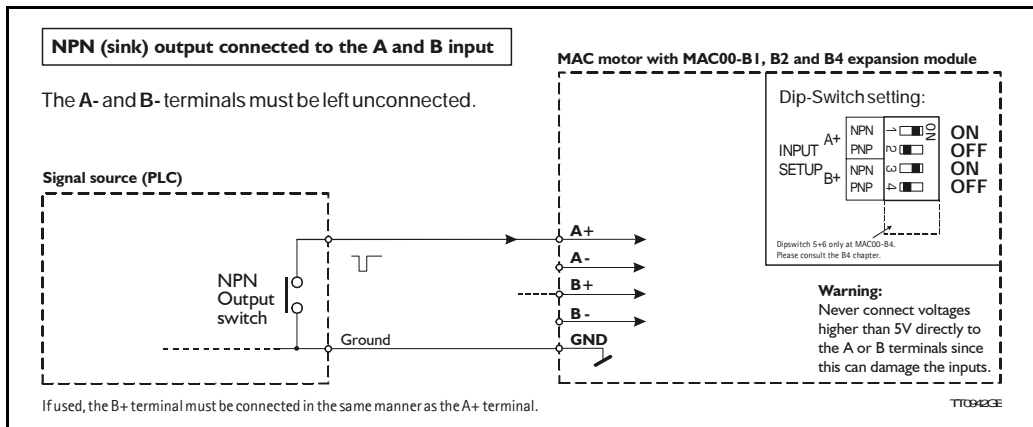 NPN (sink) output connected to the A and B input
The A- and B- terminals must be left unconnected.
MAC motor with MAC00-B1, B2 and B4 expansion module
Dip-Switch setting:
INPUT
SETUP
A+
B+
NPN
PNP
NPN
PNP
1
2
3
4
ON
ON
OFF
ON
OFF
Dipswitch 5+6 only at MAC00-B4.
Please consult the B4 chapter.
Signal source (PLC)
NPN
Output
switch
Ground
A+
A-
B+
B-
GND
Warning:
Never connect voltages
higher than 5V directly to
the A or B terminals since
this can damage the inputs.
If used, the B+ terminal must be connected in the same manner as the A+ terminal.
TT0942GE